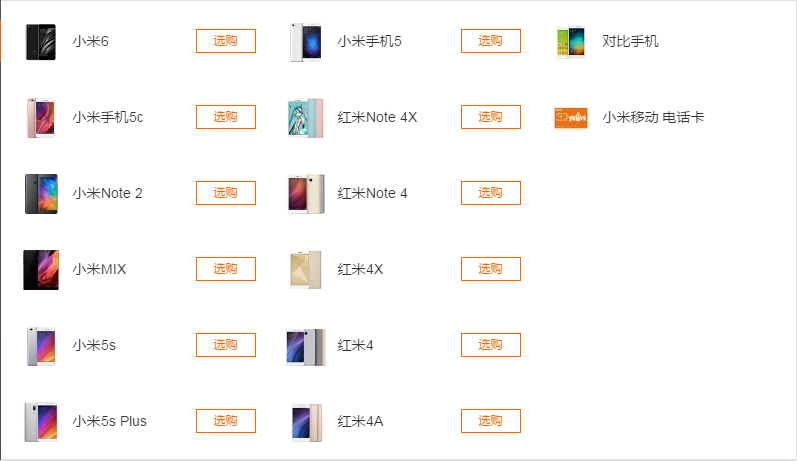 小米6 选购
小米手机5c 选购
小米Note 2 选购
小米MIX 选购
小米5s 选购
小米5s Plus 选购
小米手机5 选购
红米Note 4X 选购
红米Note 4 选购
红米4X 选购
红米4 选购
红米4A 选购
对比手机
小米移动 电话卡